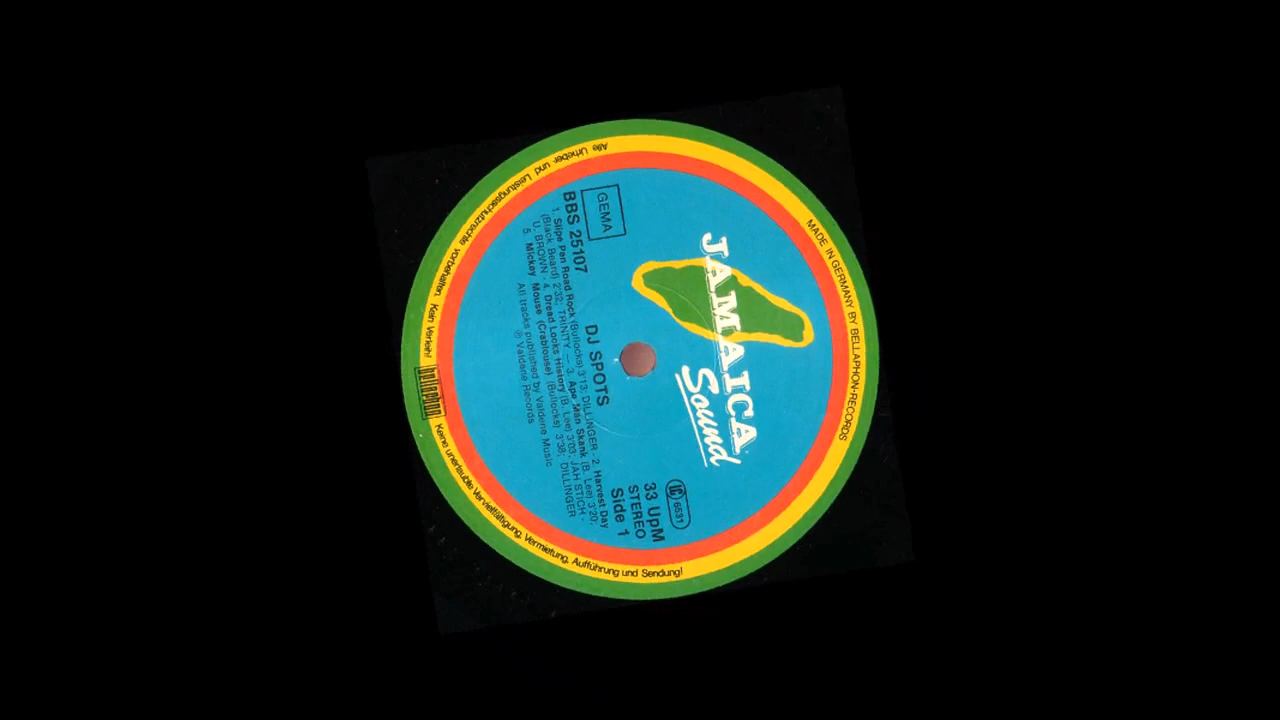 JAMAICA
Sound
GEMA
BBS 25107
DJ SPOTS
LC 6531
33 UpM
STEREO
Side 1
1. Slipe Pen Road Rock (Bullocks) 3'13; DILLINGER - 2. Harvest Day
(Black Beard) 2'32; TRINITY — 3. Ape Man Skank (B. Lee) 3'20;
U. BROWN - 4. Dread Locks History (B. Lee) 3'03; JAH STICH -
5. Mickey Mouse (Crablouse) (Bullocks) 3'38; DILLINGER
All tracks published by Valdene Music
℗ Valdene Records
MADE IN GERMANY BY BELLAPHON-RECORDS
Alle Urheber- und Leistungsschutzrechte vorbehalten. Kein Verleih!
bellaphon
Keine unerlaubte Vervielfältigung, Vermietung, Aufführung und Sendung!